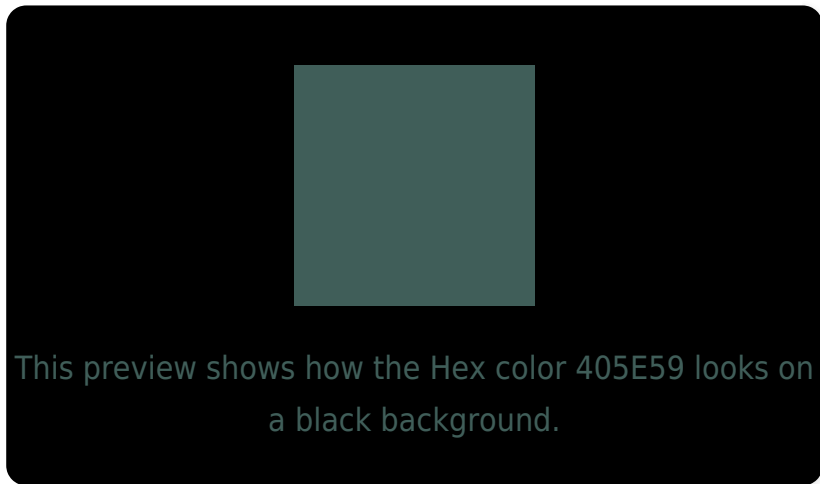 This preview shows how the Hex color 405E59 looks on
a black background.